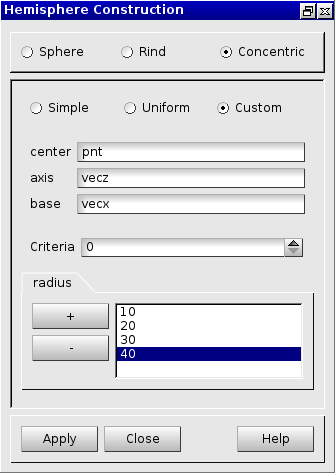 Hemisphere Construction
Sphere Rind Concentric
Simple Uniform Custom
center pnt
axis vecz
base vecx
Criteria 0
radius
+
-
10
20
30
40
Apply Close Help